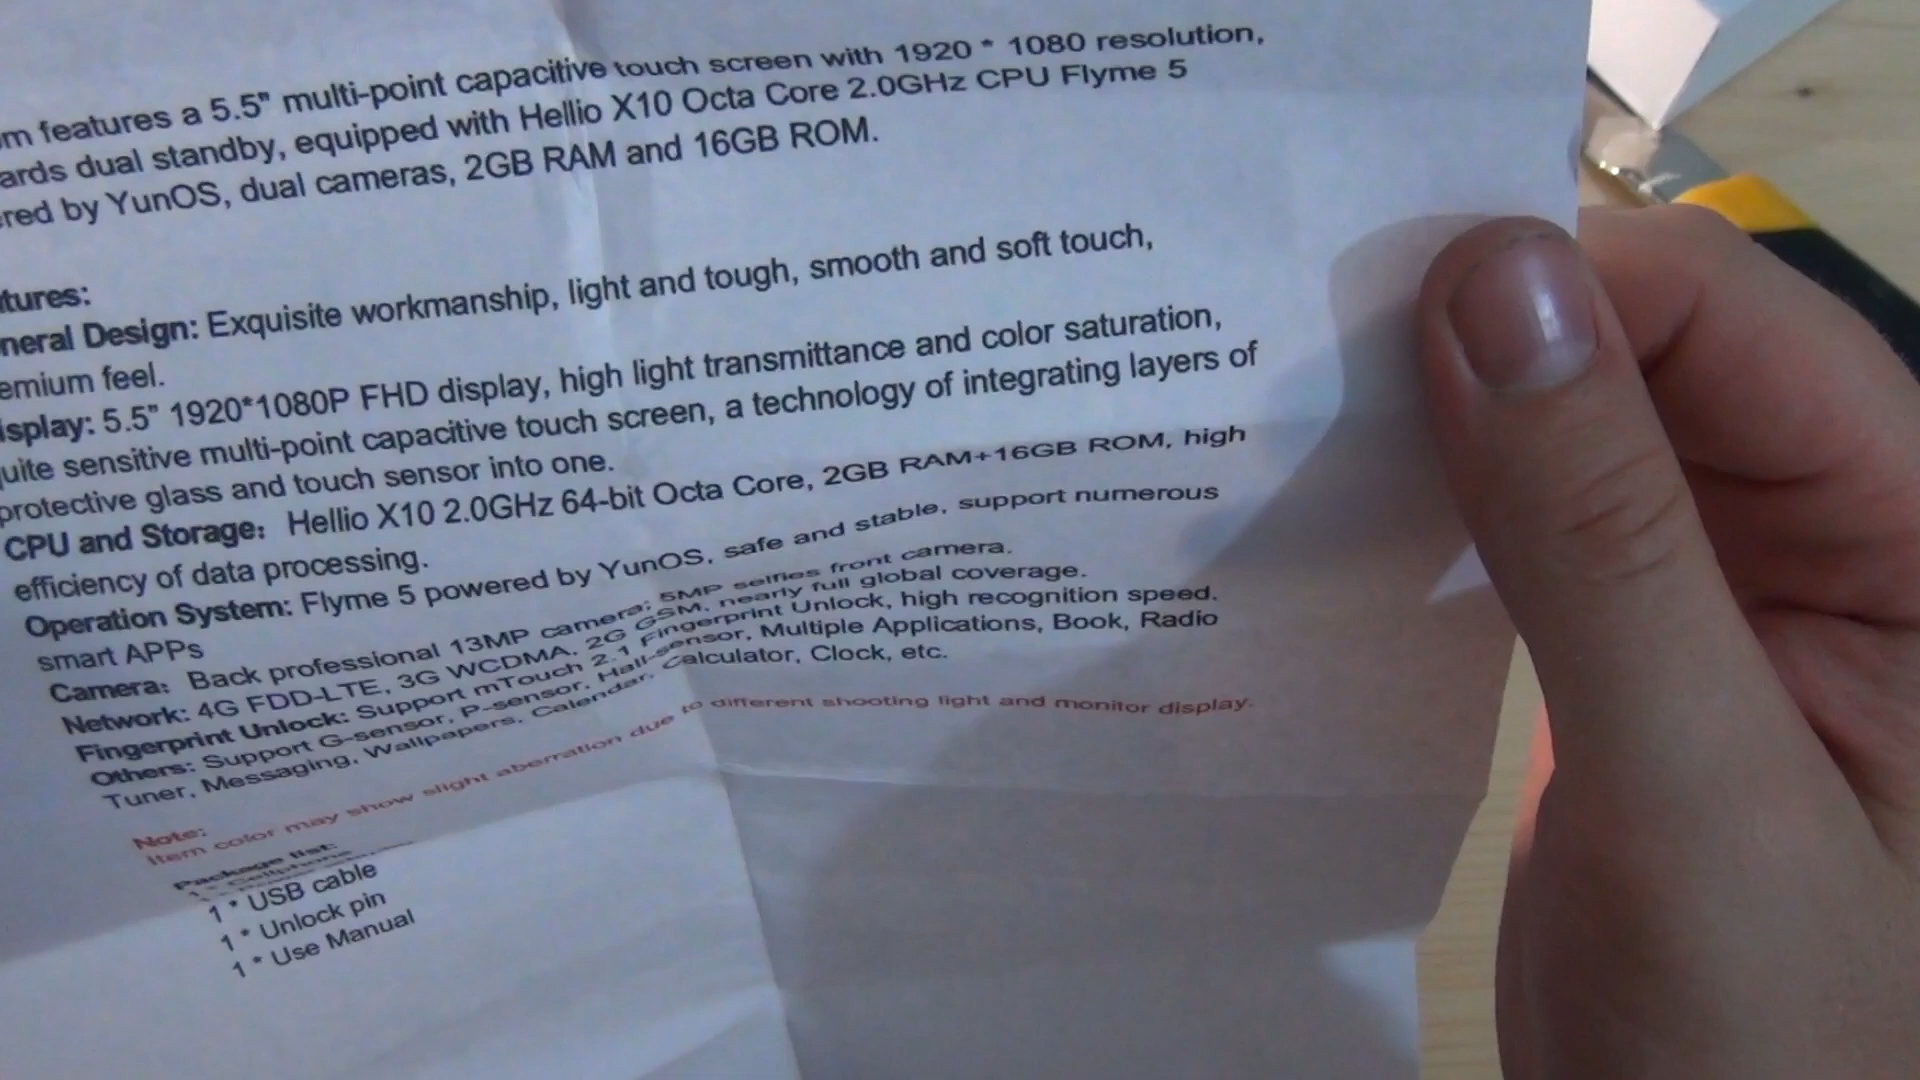 m features a 5.5" multi-point capacitive touch screen with 1920 * 1080 resolution,
ards dual standby, equipped with Hellio X10 Octa Core 2.0GHz CPU Flyme 5
red by YunOS, dual cameras, 2GB RAM and 16GB ROM.
tures:
neral Design: Exquisite workmanship, light and tough, smooth and soft touch,
emium feel.
isplay: 5.5" 1920*1080P FHD display, high light transmittance and color saturation,
uite sensitive multi-point capacitive touch screen, a technology of integrating layers of
protective glass and touch sensor into one.
CPU and Storage: Hellio X10 2.0GHz 64-bit Octa Core, 2GB RAM+16GB ROM, high
efficiency of data processing.
Operation System: Flyme 5 powered by YunOS, safe and stable, support numerous
smart APPs
Camera: Back professional 13MP camera; 5MP selfies front camera.
Network: 4G FDD-LTE, 3G WCDMA, 2G GSM, nearly full global coverage.
Fingerprint Unlock: Support mTouch 2.1 Fingerprint Unlock, high recognition speed.
Others: Support G-sensor, P-sensor, Hall-sensor, Multiple Applications, Book, Radio
Tuner, Messaging, Wallpapers, Calendar, Calculator, Clock, etc.
Note:
Item color may show slight aberration due to different shooting light and monitor display.
Package list:
1 * Cellphone
1 * USB cable
1 * Unlock pin
1 * Use Manual